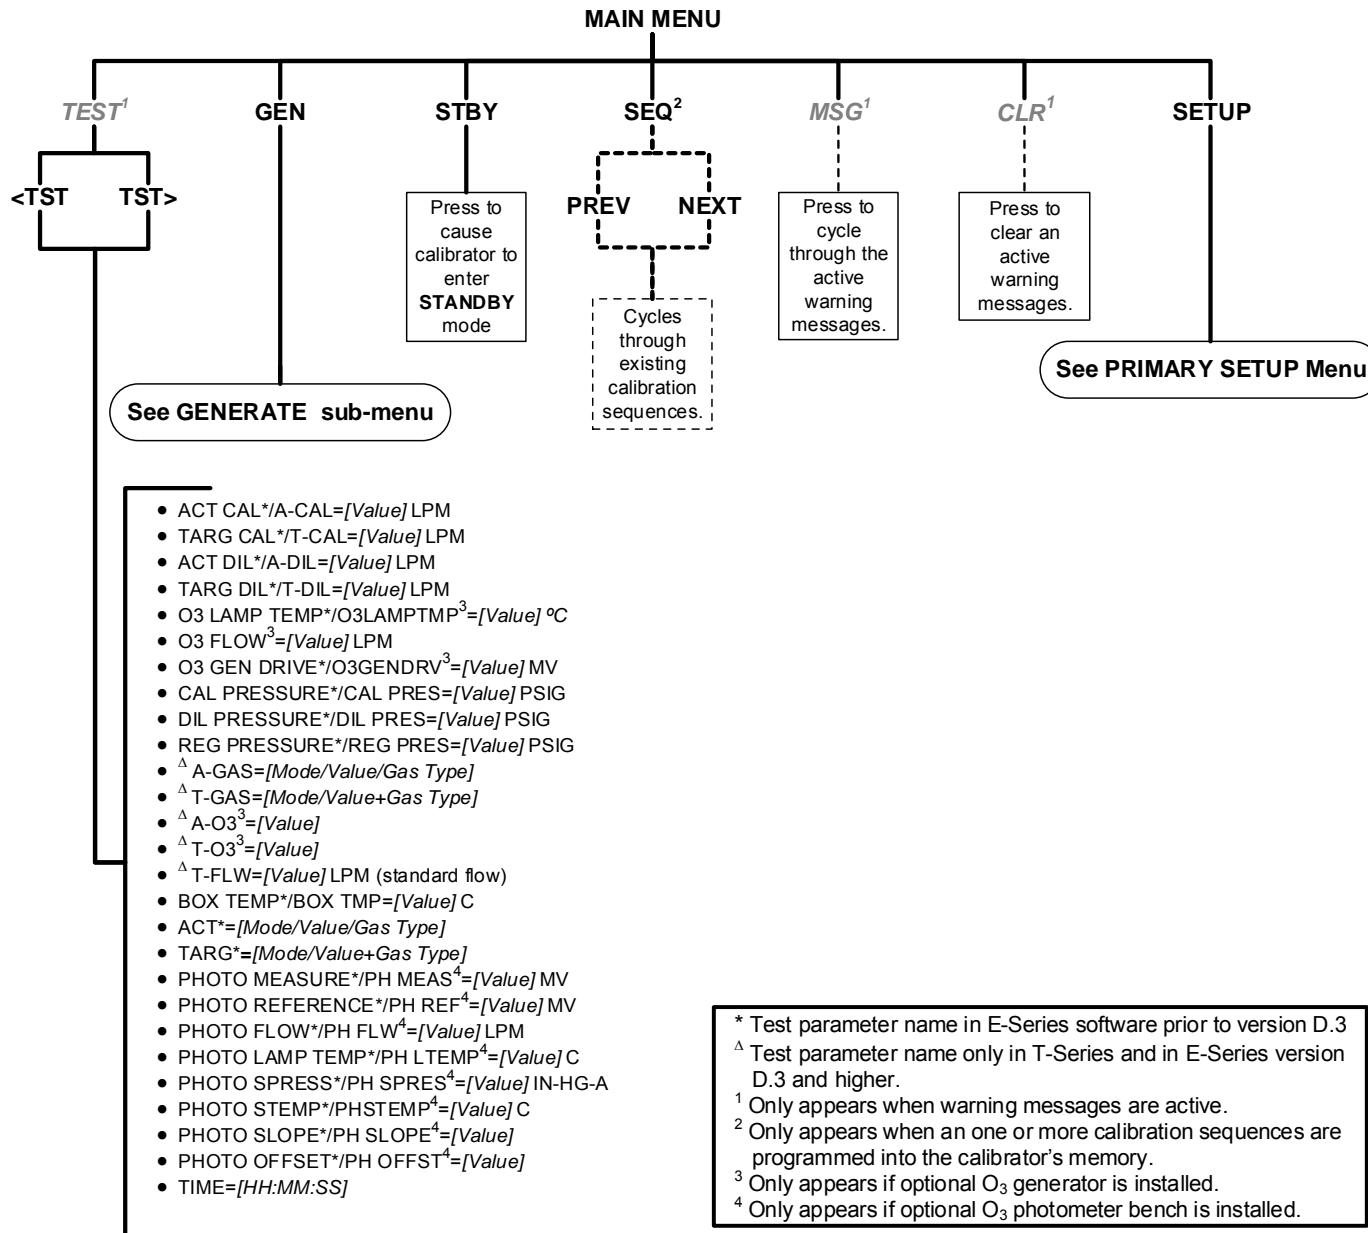 MAIN MENU
TEST¹ GEN STBY SEQ² MSG¹ CLR¹ SETUP
<TST TST>
PREV NEXT
Press to
cause
calibrator to
enter
STANDBY
mode
Cycles
through
existing
calibration
sequences.
Press to
cycle
through the
active
warning
messages.
Press to
clear an
active
warning
messages.
See GENERATE sub-menu
See PRIMARY SETUP Menu
• ACT CAL*/A-CAL=[Value] LPM
• TARG CAL*/T-CAL=[Value] LPM
• ACT DIL*/A-DIL=[Value] LPM
• TARG DIL*/T-DIL=[Value] LPM
• O3 LAMP TEMP*/O3LAMPTMP³=[Value] ºC
• O3 FLOW³=[Value] LPM
• O3 GEN DRIVE*/O3GENDRV³=[Value] MV
• CAL PRESSURE*/CAL PRES=[Value] PSIG
• DIL PRESSURE*/DIL PRES=[Value] PSIG
• REG PRESSURE*/REG PRES=[Value] PSIG
• Δ A-GAS=[Mode/Value/Gas Type]
• Δ T-GAS=[Mode/Value+Gas Type]
• Δ A-O3³=[Value]
• Δ T-O3³=[Value]
• Δ T-FLW=[Value] LPM (standard flow)
• BOX TEMP*/BOX TMP=[Value] C
• ACT*=[Mode/Value/Gas Type]
• TARG*=[Mode/Value+Gas Type]
• PHOTO MEASURE*/PH MEAS⁴=[Value] MV
• PHOTO REFERENCE*/PH REF⁴=[Value] MV
• PHOTO FLOW*/PH FLW⁴=[Value] LPM
• PHOTO LAMP TEMP*/PH LTEMP⁴=[Value] C
• PHOTO SPRESS*/PH SPRES⁴=[Value] IN-HG-A
• PHOTO STEMP*/PHSTEMP⁴=[Value] C
• PHOTO SLOPE*/PH SLOPE⁴=[Value]
• PHOTO OFFSET*/PH OFFST⁴=[Value]
• TIME=[HH:MM:SS]
* Test parameter name in E-Series software prior to version D.3
Δ Test parameter name only in T-Series and in E-Series version
D.3 and higher.
¹ Only appears when warning messages are active.
² Only appears when an one or more calibration sequences are
programmed into the calibrator’s memory.
³ Only appears if optional O₃ generator is installed.
⁴ Only appears if optional O₃ photometer bench is installed.